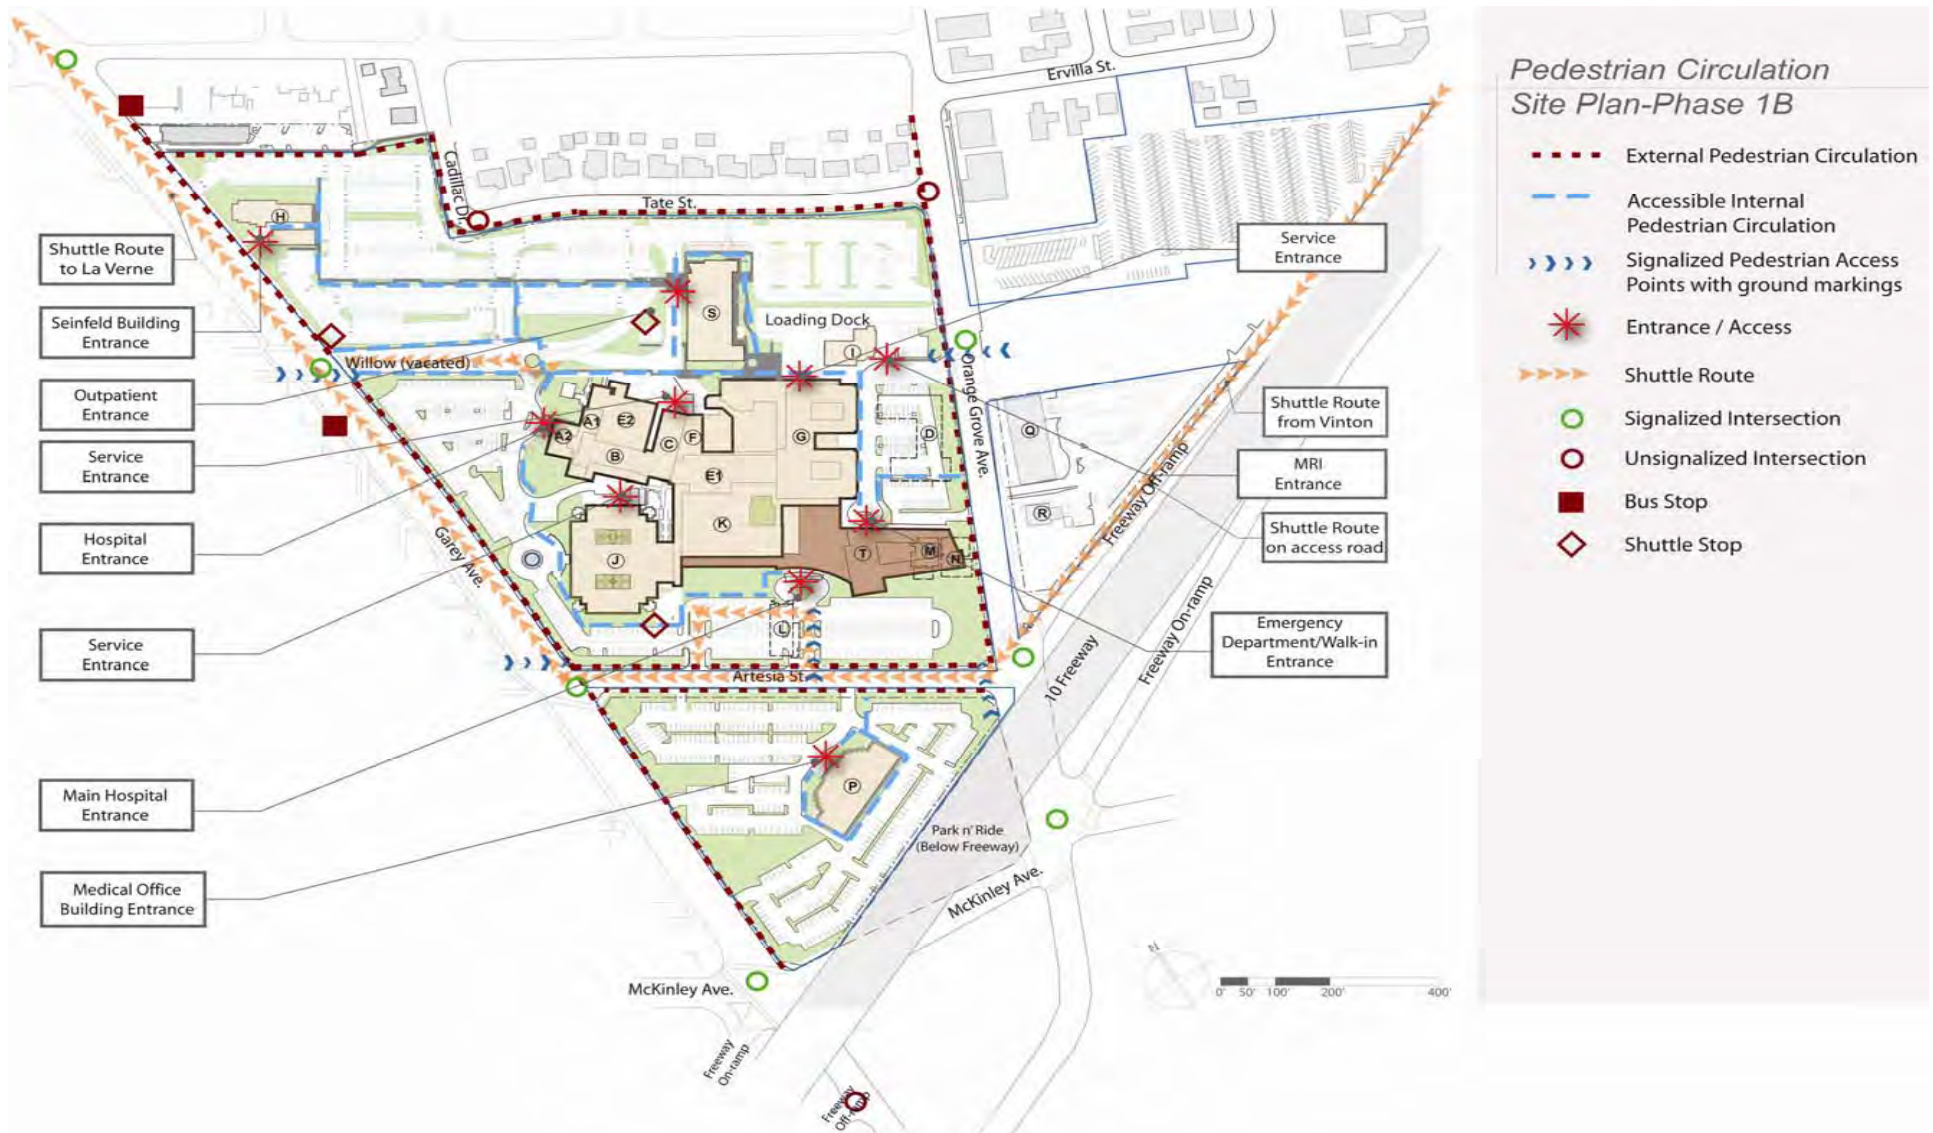 Pedestrian Circulation
Site Plan-Phase 1B
External Pedestrian Circulation
Accessible Internal
Pedestrian Circulation
Signalized Pedestrian Access
Points with ground markings
Entrance / Access
Shuttle Route
Signalized Intersection
Unsignalized Intersection
Bus Stop
Shuttle Stop
Ervilla St.
Cadillac Dr.
Tate St.
H
Shuttle Route
to La Verne
Seinfeld Building
Entrance
Outpatient
Entrance
Service
Entrance
Hospital
Entrance
Service
Entrance
Main Hospital
Entrance
Medical Office
Building Entrance
Service
Entrance
Shuttle Route
from Vinton
MRI
Entrance
Shuttle Route
on access road
Emergency
Department/Walk-in
Entrance
S
Loading Dock
I
Willow (vacated)
Orange Grove Ave.
A1
E2
A2
B
C
F
G
D
Q
E1
K
R
J
T
M
N
L
Garey Ave.
Artesia St.
Freeway Off-ramp
10 Freeway
Freeway On-ramp
P
Park n' Ride
(Below Freeway)
McKinley Ave.
McKinley Ave.
Freeway
On-ramp
Freeway
Off-ramp
N
0' 50' 100' 200' 400'